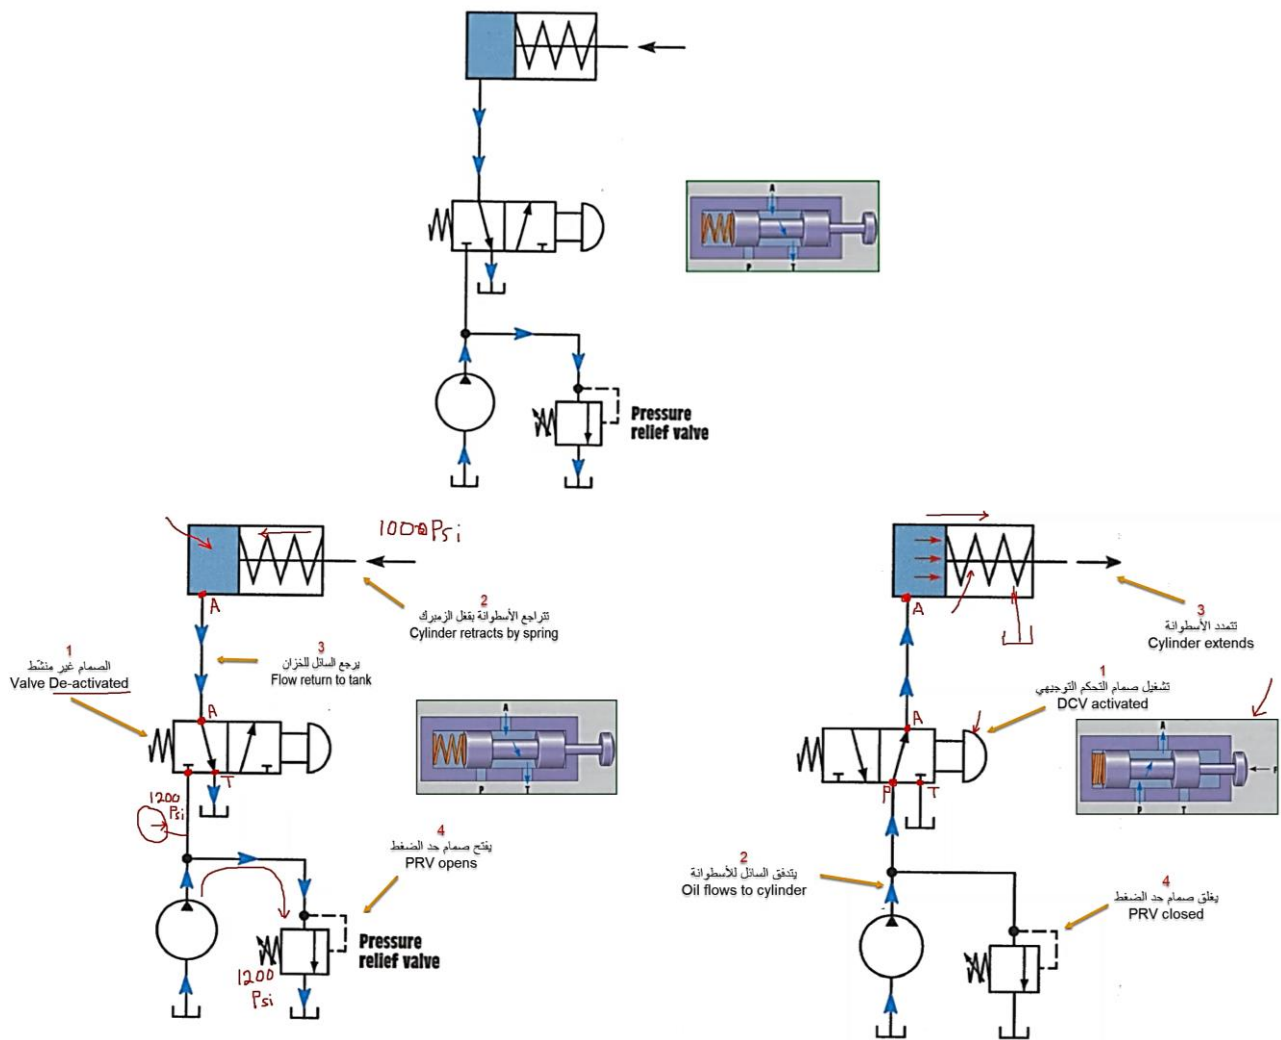 A
P T
Pressure
relief valve
1000 Psi
A
2
تتراجع الأسطوانة بفعل الزمبرك
Cylinder retracts by spring
1
الصمام غير منشّط
Valve De-activated
3
يرجع السائل للخزان
Flow return to tank
A
T
1200
Psi
A
P T
4
يفتح صمام حد الضغط
PRV opens
Pressure
relief valve
1200
Psi
A
3
تتمدد الأسطوانة
Cylinder extends
1
تشغيل صمام التحكم التوجيهي
DCV activated
A
P T
A
P T
F
2
يتدفق السائل للأسطوانة
Oil flows to cylinder
4
يغلق صمام حد الضغط
PRV closed